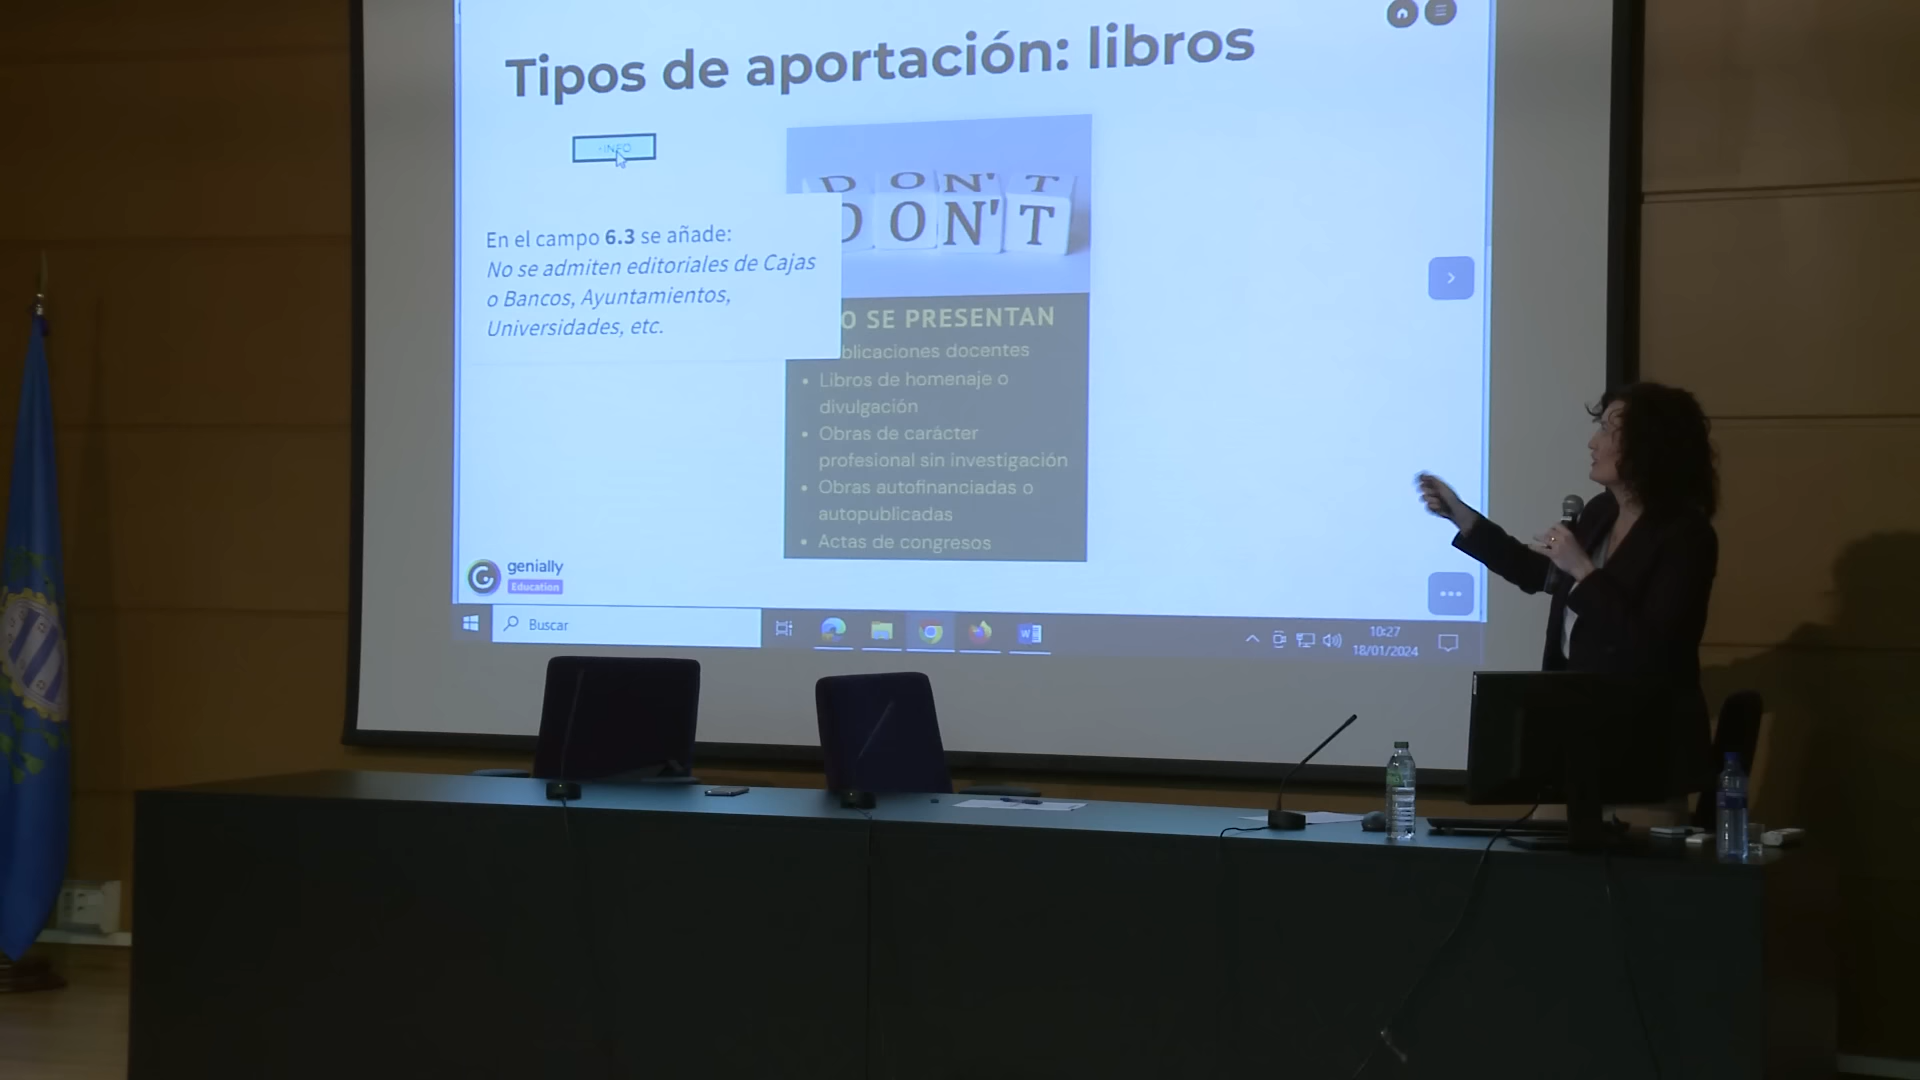 Tipos de aportación: libros
+INFO
DON'T
DON'T
En el campo 6.3 se añade:
No se admiten editoriales de Cajas
o Bancos, Ayuntamientos,
Universidades, etc.
O SE PRESENTAN
blicaciones docentes
• Libros de homenaje o
divulgación
• Obras de carácter
profesional sin investigación
• Obras autofinanciadas o
autopublicadas
• Actas de congresos
genially
Education
Buscar
10:27
18/01/2024